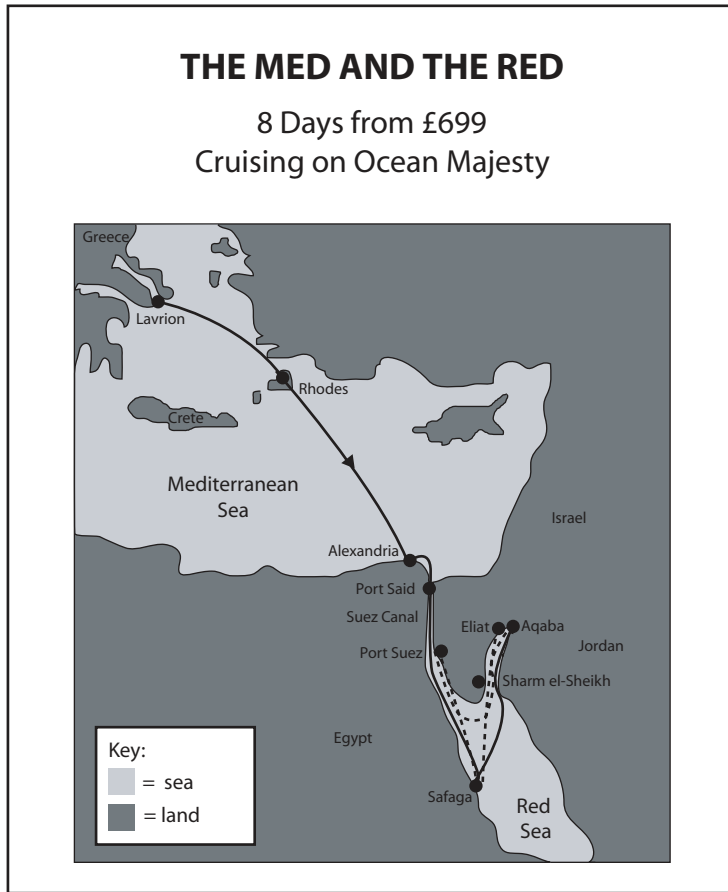 THE MED AND THE RED
8 Days from £699
Cruising on Ocean Majesty
Greece
Lavrion
Rhodes
Crete
Mediterranean
Sea
Israel
Alexandria
Port Said
Suez Canal
Eliat
Aqaba
Jordan
Port Suez
Sharm el-Sheikh
Egypt
Key:
= sea
= land
Safaga
Red
Sea